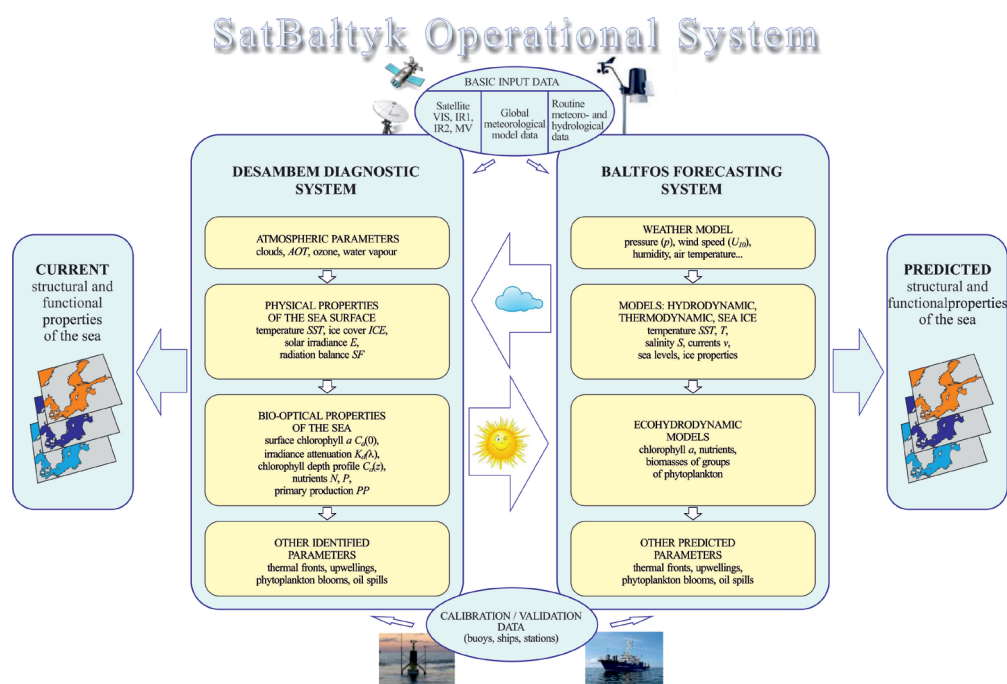 SatBałtyk Operational System
BASIC INPUT DATA
Satellite
VIS, IR1,
IR2, MV
Global
meteorological
model data
Routine
meteoro- and
hydrological
data
DESAMBEM DIAGNOSTIC
SYSTEM
ATMOSPHERIC PARAMETERS
clouds, AOT, ozone, water vapour
PHYSICAL PROPERTIES
OF THE SEA SURFACE
temperature SST, ice cover ICE,
solar irradiance E,
radiation balance SF
BIO-OPTICAL PROPERTIES
OF THE SEA
surface chlorophyll a Cₐ(0),
irradiance attenuation K_d(λ),
chlorophyll depth profile Cₐ(z),
nutrients N, P,
primary production PP
OTHER IDENTIFIED
PARAMETERS
thermal fronts, upwellings,
phytoplankton blooms, oil spills
BALTFOS FORECASTING
SYSTEM
WEATHER MODEL
pressure (p), wind speed (U₁₀),
humidity, air temperature...
MODELS: HYDRODYNAMIC,
THERMODYNAMIC, SEA ICE
temperature SST, T,
salinity S, currents v,
sea levels, ice properties
ECOHYDRODYNAMIC
MODELS
chlorophyll a, nutrients,
biomasses of groups
of phytoplankton
OTHER PREDICTED
PARAMETERS
thermal fronts, upwellings,
phytoplankton blooms, oil spills
CURRENT
structural and
functional
properties
of the sea
PREDICTED
structural and
functionalproperties
of the sea
CALIBRATION / VALIDATION
DATA
(buoys, ships, stations)